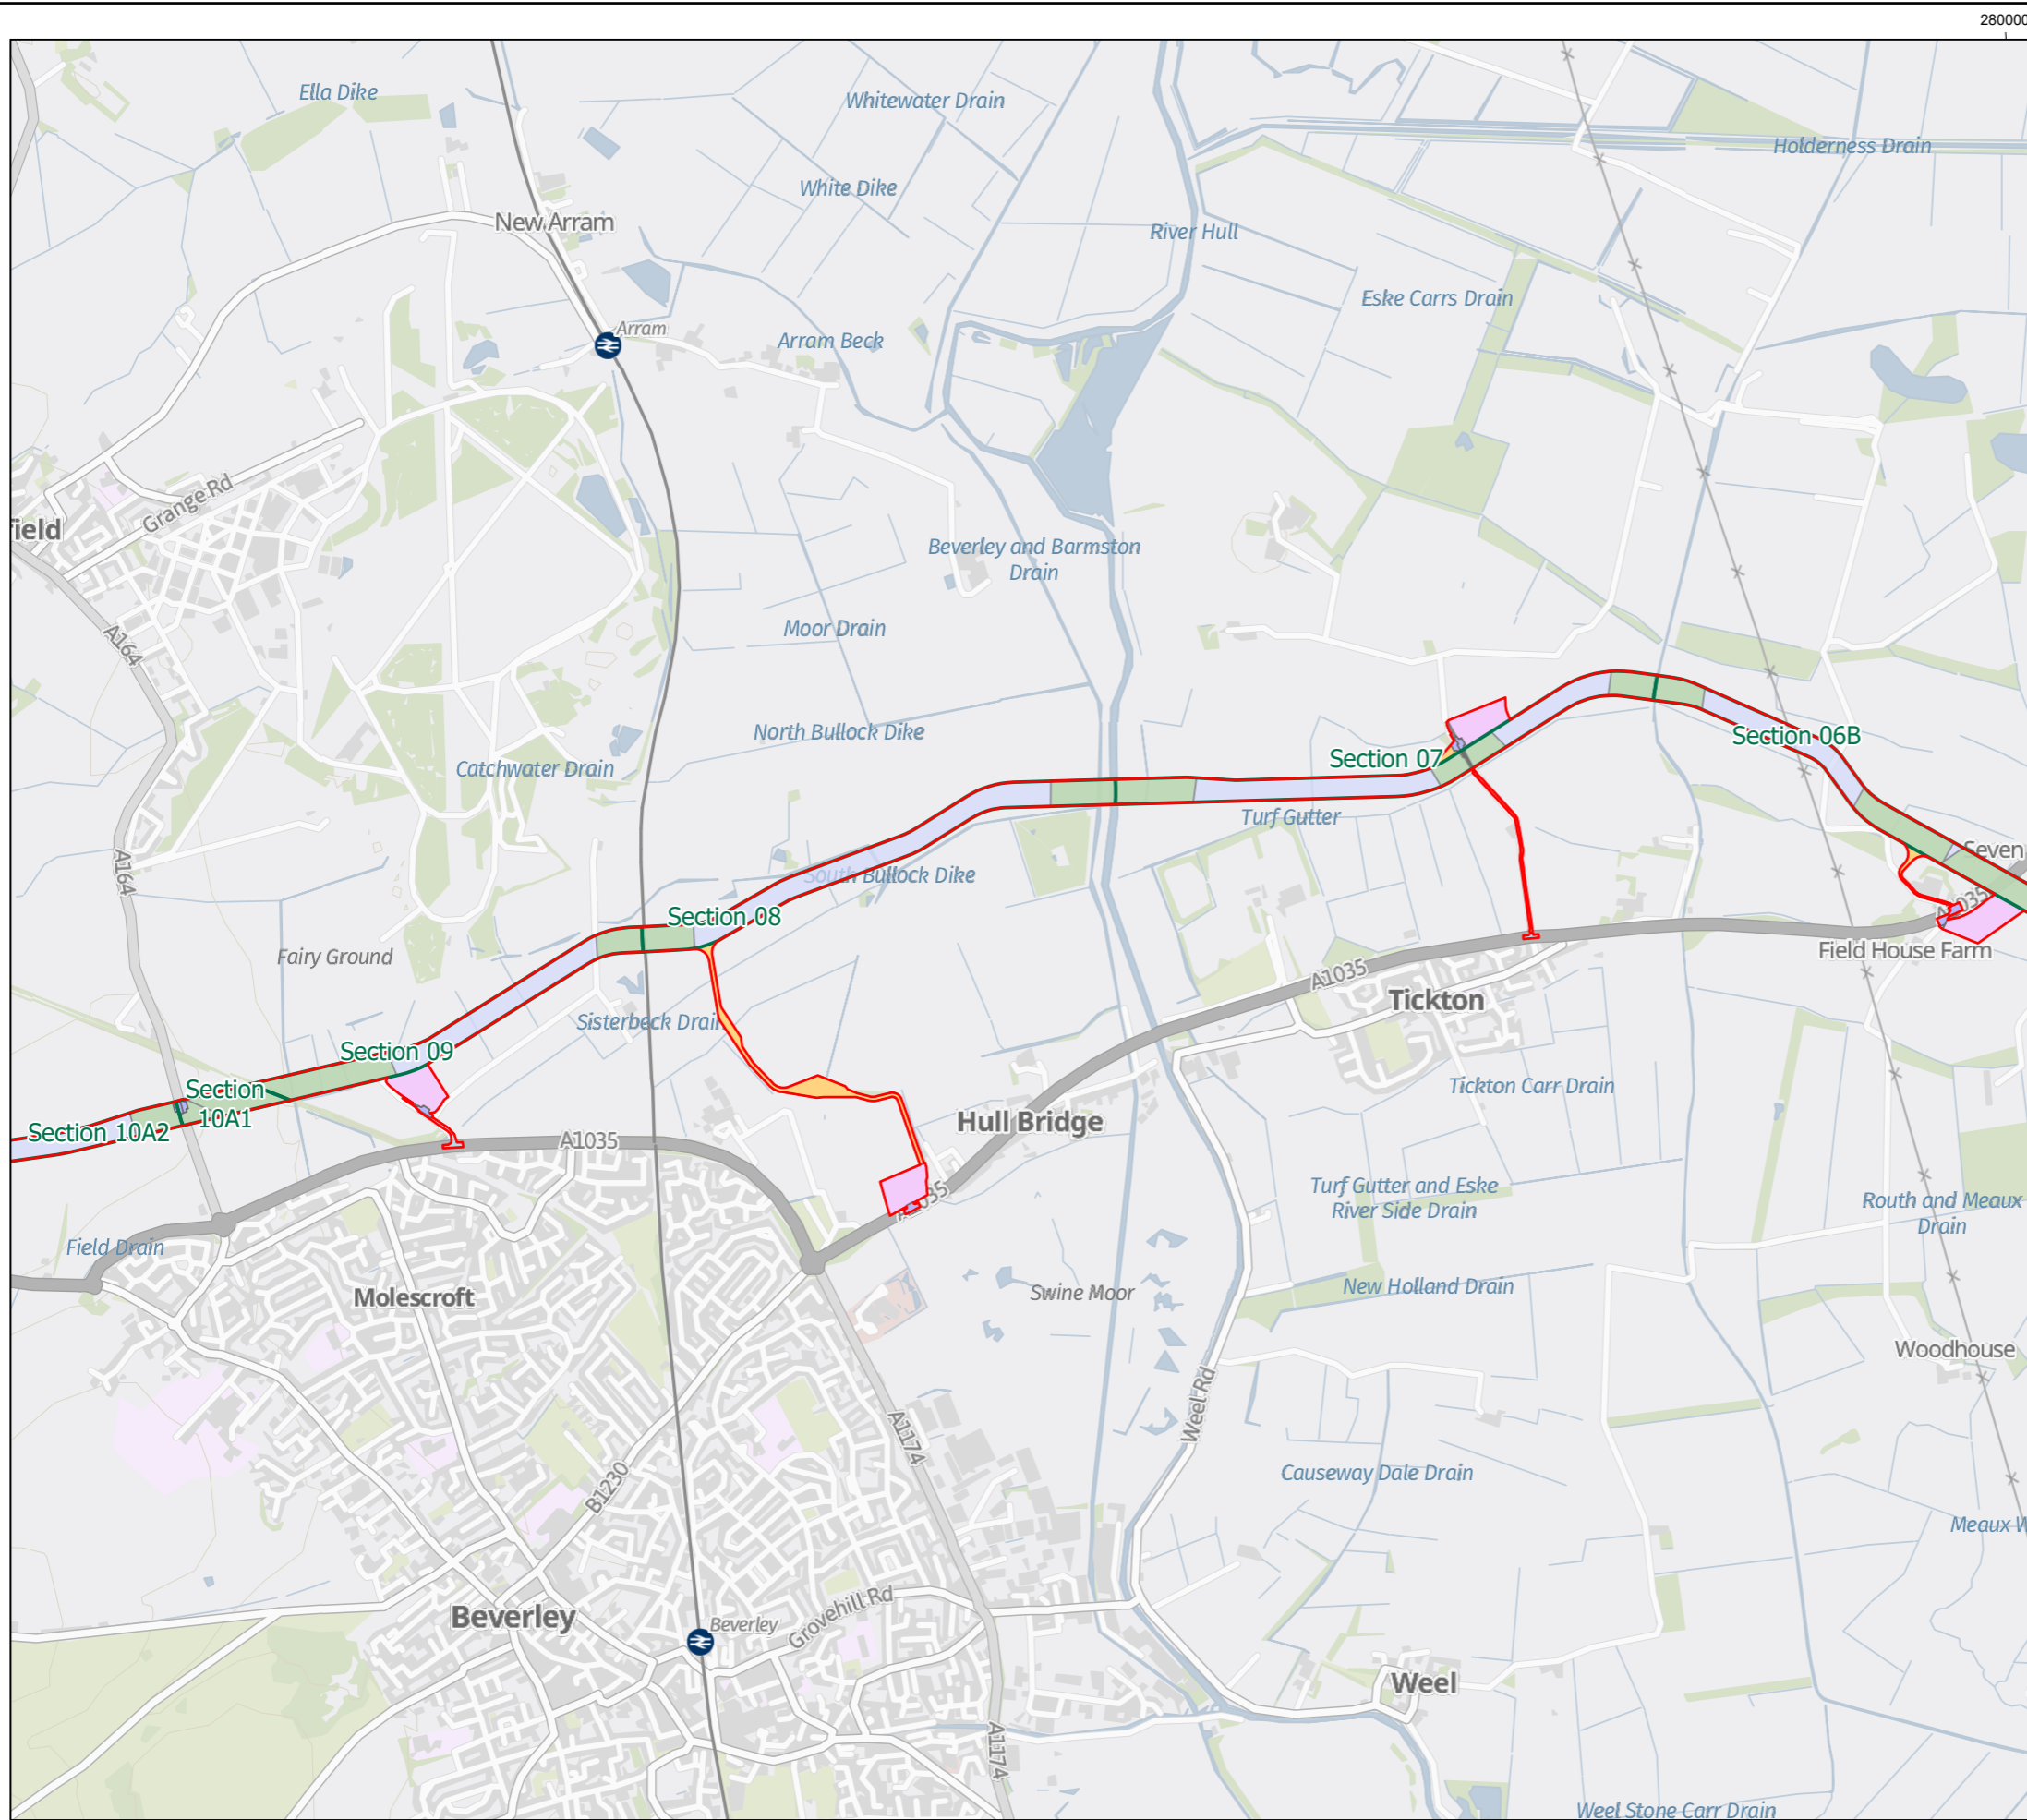 280000
Ella Dike
Whitewater Drain
Holderness Drain
White Dike
New Arram
River Hull
Eske Carrs Drain
Arram
Arram Beck
Grange Rd
field
Beverley and Barmston
Drain
A164
Moor Drain
North Bullock Dike
Section 06B
Section 07
Catchwater Drain
Turf Gutter
A164
South Bullock Dike
Seven
A1035
Section 08
Fairy Ground
Field House Farm
A1035
Tickton
Sisterbeck Drain
Section 09
Section
10A1
Tickton Carr Drain
Section 10A2
Hull Bridge
A1035
Turf Gutter and Eske
River Side Drain
Routh and Meaux
Drain
A1035
Field Drain
Molescroft
Swine Moor
New Holland Drain
Woodhouse
Weel Rd
A1174
B1230
Causeway Dale Drain
Meaux W
Beverley
Beverley
Grovehill Rd
Weel
A1174
Weel Stone Carr Drain